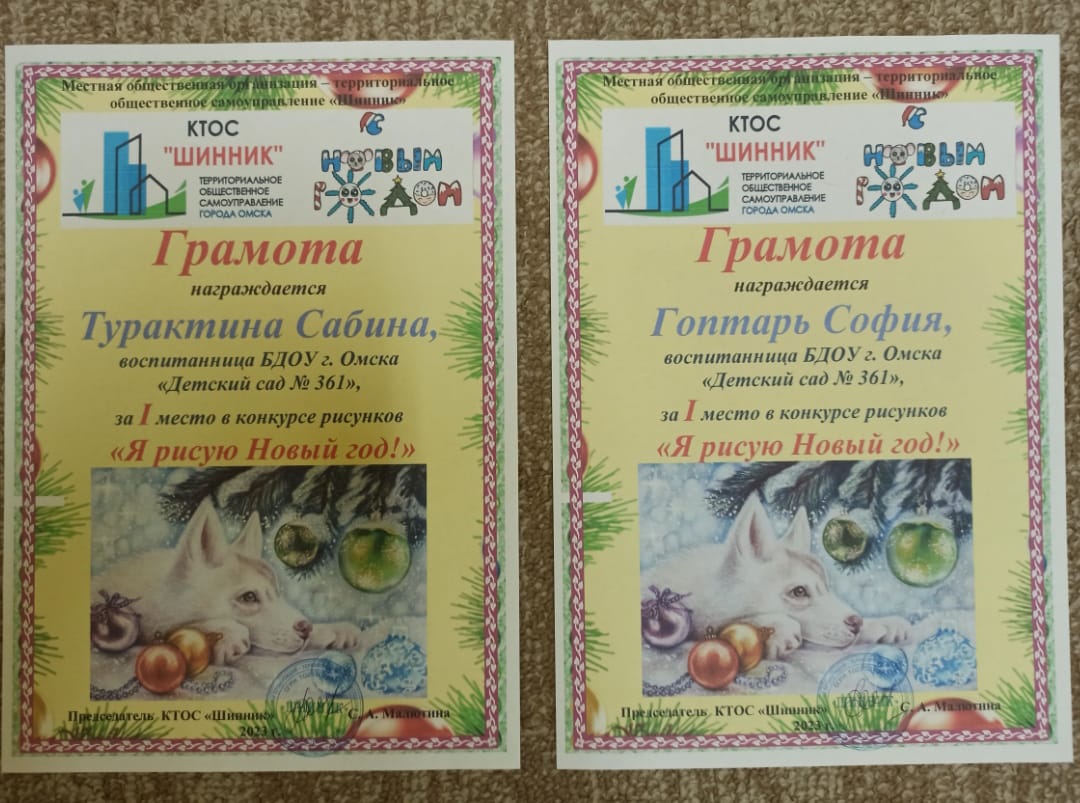 Местная общественная организация – территориальное
общественное самоуправление «Шинник»
КТОС
"ШИННИК"
ТЕРРИТОРИАЛЬНОЕ
ОБЩЕСТВЕННОЕ
САМОУПРАВЛЕНИЕ
ГОРОДА ОМСКА
С
НОВЫМ
ГОДОМ
Грамота
награждается
Турактина Сабина,
воспитанница БДОУ г. Омска
«Детский сад № 361»,
за I место в конкурсе рисунков
«Я рисую Новый год!»
Председатель КТОС «Шинник» С. А. Малютина
2023 г.
Местная общественная организация – территориальное
общественное самоуправление «Шинник»
КТОС
"ШИННИК"
ТЕРРИТОРИАЛЬНОЕ
ОБЩЕСТВЕННОЕ
САМОУПРАВЛЕНИЕ
ГОРОДА ОМСКА
С
НОВЫМ
ГОДОМ
Грамота
награждается
Гоптарь София,
воспитанница БДОУ г. Омска
«Детский сад № 361»,
за I место в конкурсе рисунков
«Я рисую Новый год!»
Председатель КТОС «Шинник» С. А. Малютина
2023 г.